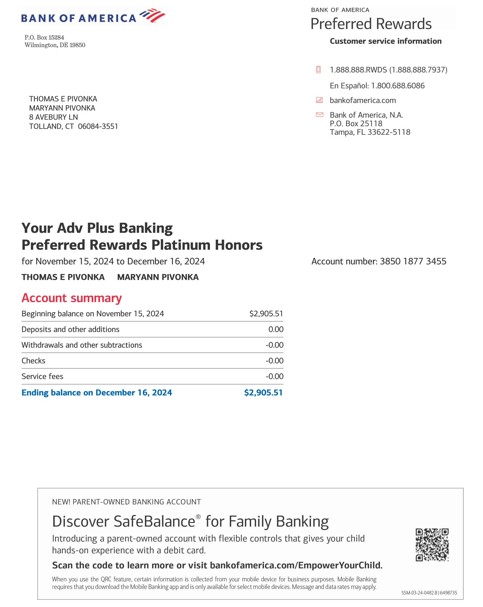 BANK OF AMERICA
P.O. Box 15284
Wilmington, DE 19850
BANK OF AMERICA
Preferred Rewards
Customer service information
1.888.888.RWDS (1.888.888.7937)
En Español: 1.800.688.6086
bankofamerica.com
Bank of America, N.A.
P.O. Box 25118
Tampa, FL 33622-5118
THOMAS E PIVONKA
MARYANN PIVONKA
8 AVEBURY LN
TOLLAND, CT 06084-3551
Your Adv Plus Banking
Preferred Rewards Platinum Honors
for November 15, 2024 to December 16, 2024
Account number: 3850 1877 3455
THOMAS E PIVONKA MARYANN PIVONKA
Account summary
Beginning balance on November 15, 2024 $2,905.51
Deposits and other additions 0.00
Withdrawals and other subtractions -0.00
Checks -0.00
Service fees -0.00
Ending balance on December 16, 2024 $2,905.51
NEW! PARENT-OWNED BANKING ACCOUNT
Discover SafeBalance® for Family Banking
Introducing a parent-owned account with flexible controls that gives your child
hands-on experience with a debit card.
Scan the code to learn more or visit bankofamerica.com/EmpowerYourChild.
When you use the QRC feature, certain information is collected from your mobile device for business purposes. Mobile Banking
requires that you download the Mobile Banking app and is only available for select mobile devices. Message and data rates may apply.
SSM-03-24-0482.B | 6498735